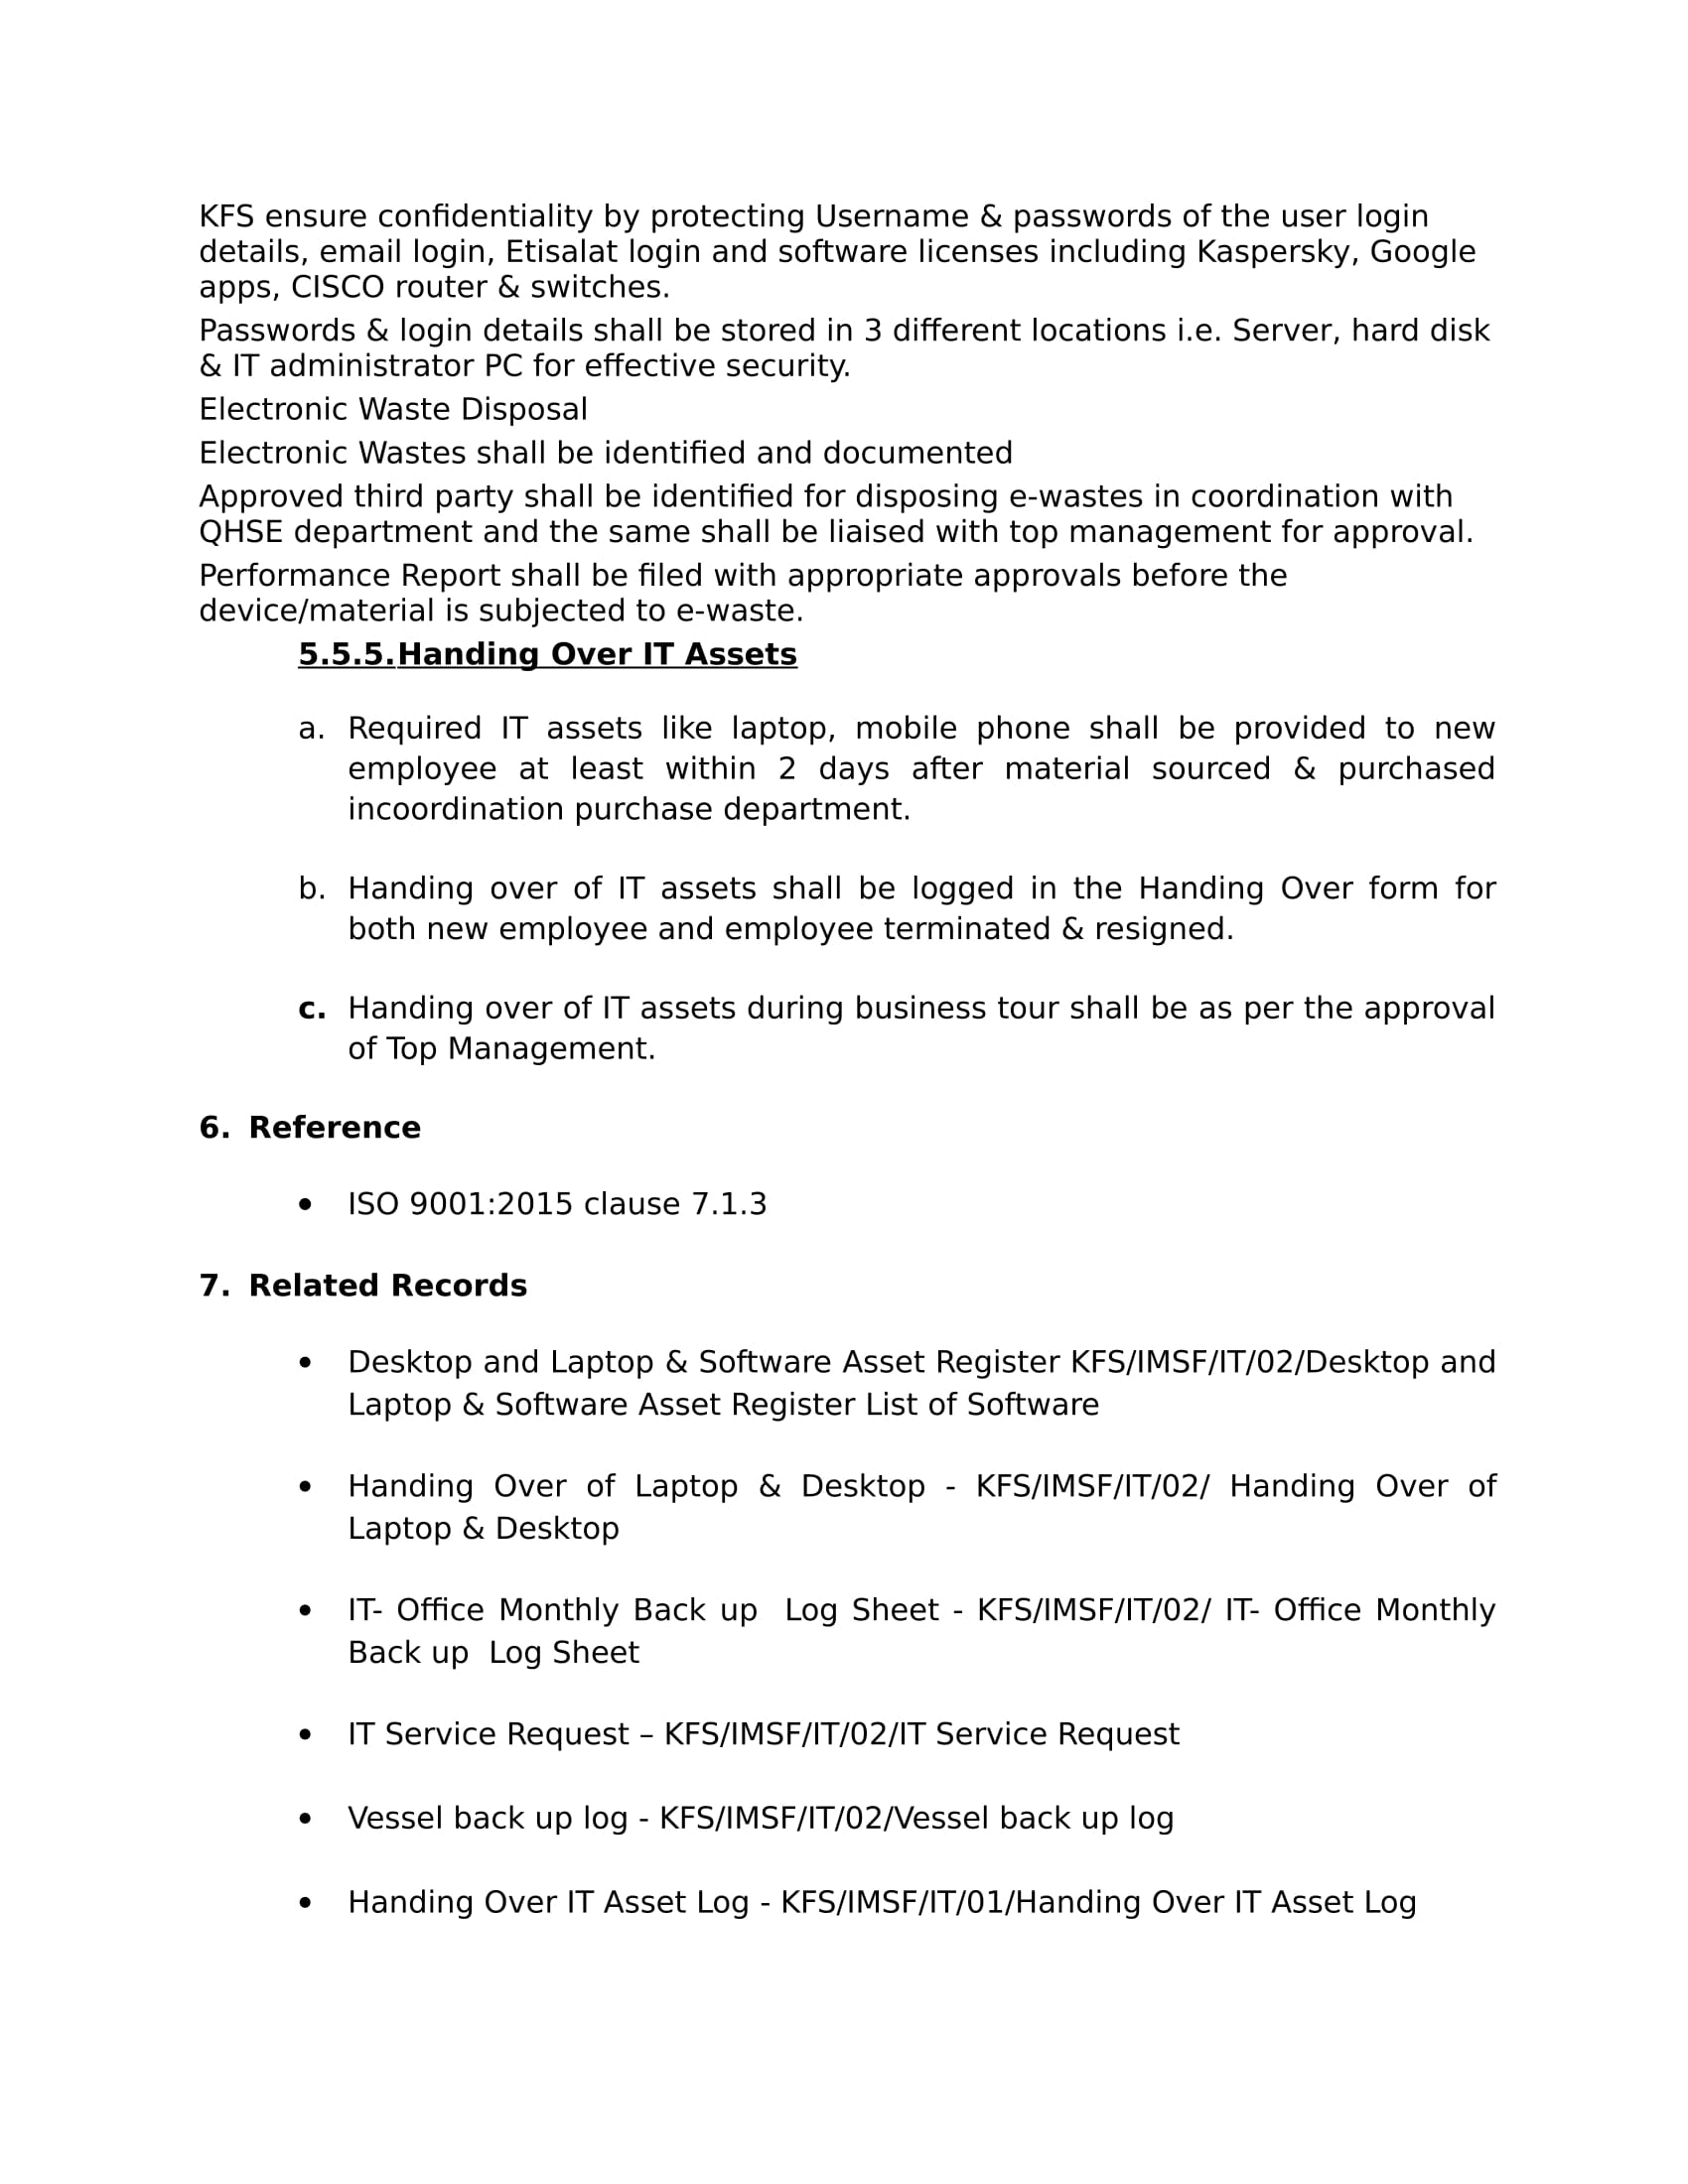 KFS ensure confidentiality by protecting Username & passwords of the user login
details, email login, Etisalat login and software licenses including Kaspersky, Google
apps, CISCO router & switches.
Passwords & login details shall be stored in 3 different locations i.e. Server, hard disk
& IT administrator PC for effective security.
Electronic Waste Disposal
Electronic Wastes shall be identified and documented
Approved third party shall be identified for disposing e-wastes in coordination with
QHSE department and the same shall be liaised with top management for approval.
Performance Report shall be filed with appropriate approvals before the
device/material is subjected to e-waste.
5.5.5. Handing Over IT Assets
a. Required IT assets like laptop, mobile phone shall be provided to new
employee at least within 2 days after material sourced & purchased
incoordination purchase department.
b. Handing over of IT assets shall be logged in the Handing Over form for
both new employee and employee terminated & resigned.
c. Handing over of IT assets during business tour shall be as per the approval
of Top Management.
6. Reference
• ISO 9001:2015 clause 7.1.3
7. Related Records
• Desktop and Laptop & Software Asset Register KFS/IMSF/IT/02/Desktop and
Laptop & Software Asset Register List of Software
• Handing Over of Laptop & Desktop - KFS/IMSF/IT/02/ Handing Over of
Laptop & Desktop
• IT- Office Monthly Back up  Log Sheet - KFS/IMSF/IT/02/ IT- Office Monthly
Back up  Log Sheet
• IT Service Request – KFS/IMSF/IT/02/IT Service Request
• Vessel back up log - KFS/IMSF/IT/02/Vessel back up log
• Handing Over IT Asset Log - KFS/IMSF/IT/01/Handing Over IT Asset Log